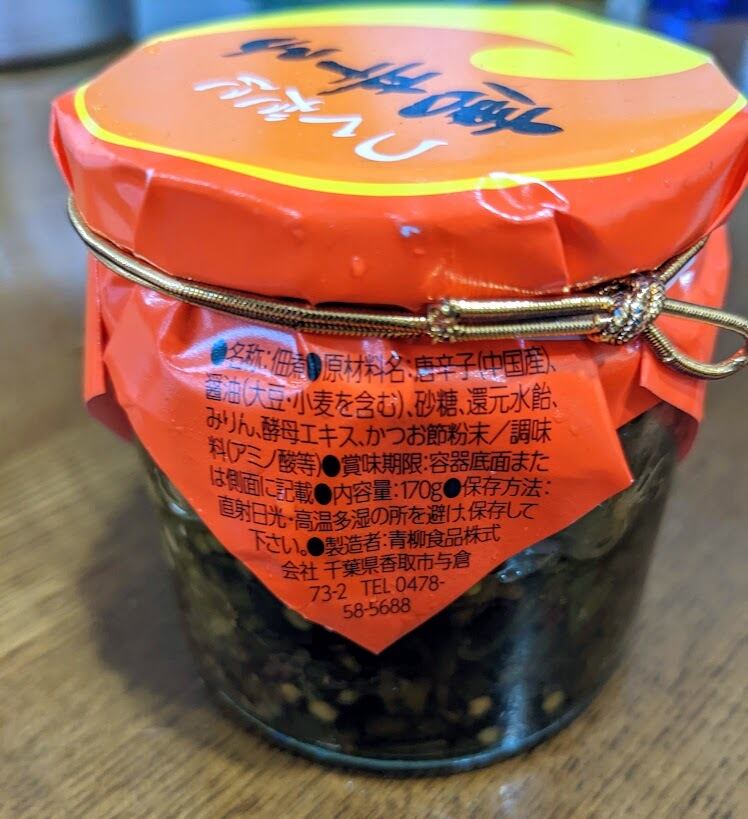 ●名称:佃煮●原材料名:唐辛子(中国産)、
醤油(大豆・小麦を含む)、砂糖、還元水飴、
みりん、酵母エキス、かつお節粉末／調味
料(アミノ酸等)●賞味期限:容器底面また
は側面に記載●内容量:170g●保存方法:
直射日光・高温多湿の所を避け、保存して
下さい。●製造者:青柳食品株式
会社 千葉県香取市与倉
73-2 TEL 0478-
58-5688